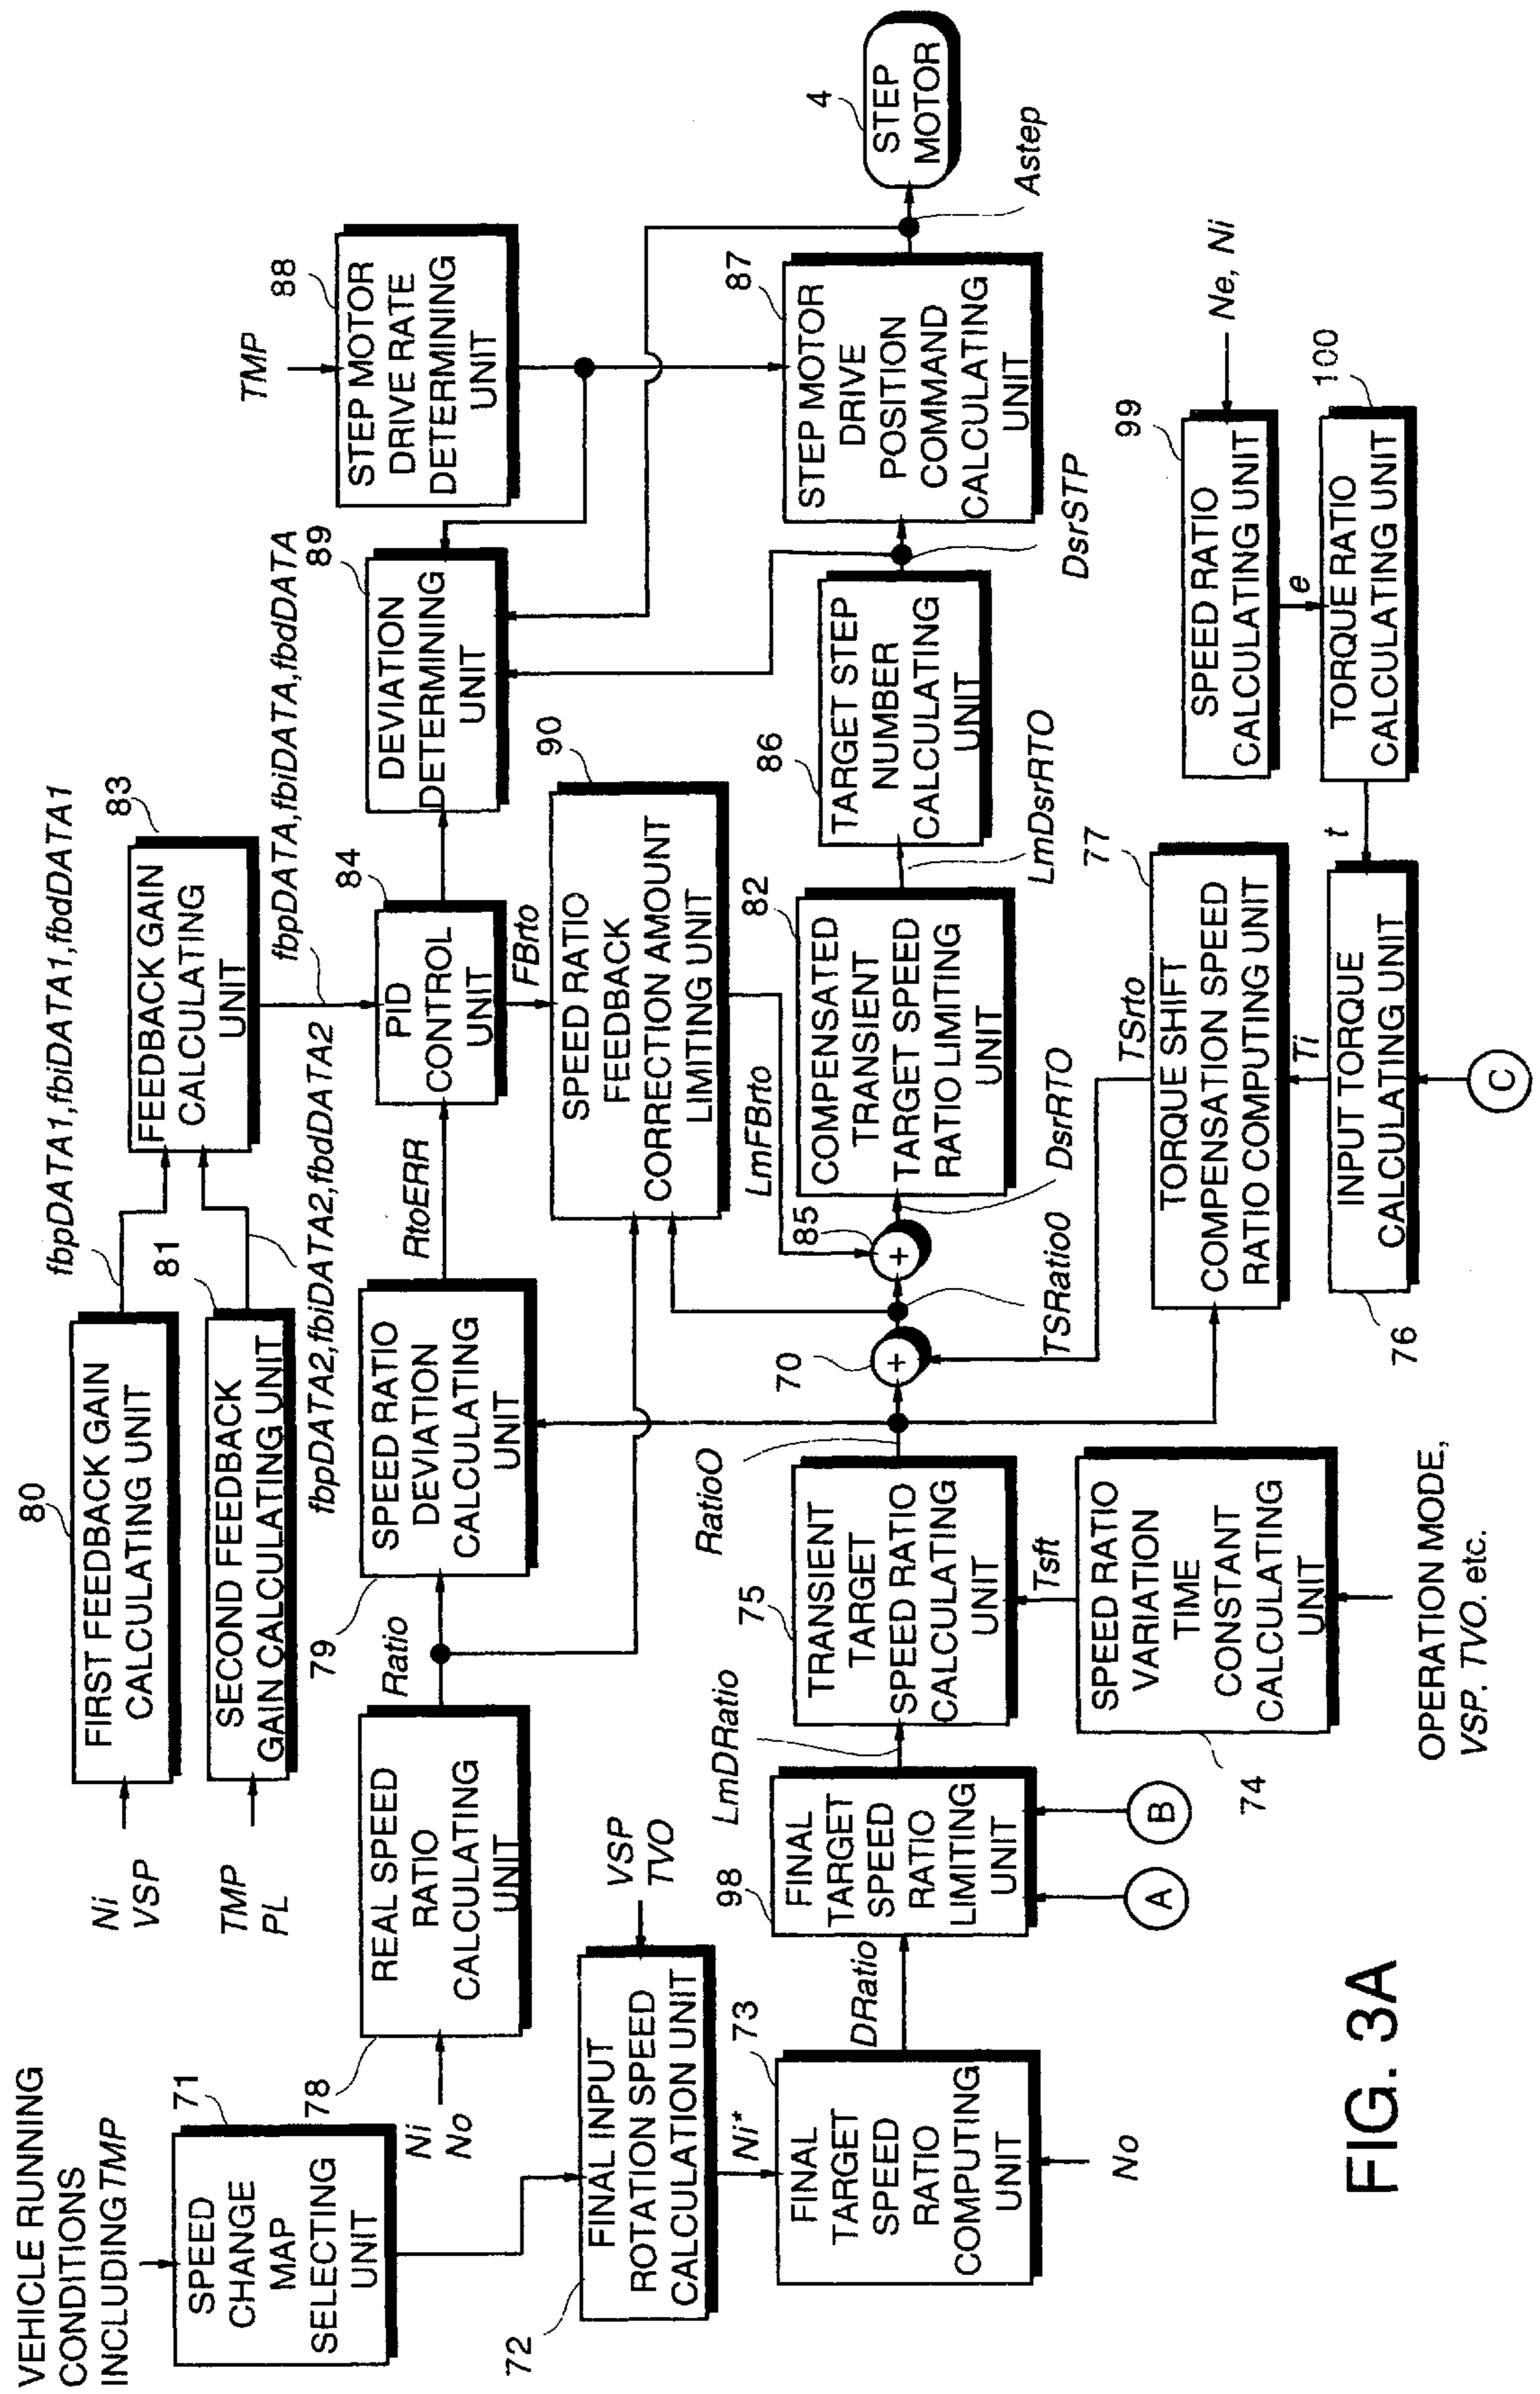 VEHICLE RUNNING
CONDITIONS
INCLUDING TMP
71
SPEED
CHANGE
MAP
SELECTING
UNIT
Ni
VSP
80
FIRST FEEDBACK GAIN
CALCULATING UNIT
fbpDATA1,fbiDATA1,fbdDATA1
TMP
PL
81
SECOND FEEDBACK
GAIN CALCULATING UNIT
fbpDATA2,fbiDATA2,fbdDATA2
83
FEEDBACK GAIN
CALCULATING
UNIT
fbpDATA,fbiDATA,fbdDATA
78
Ni
No
REAL SPEED
RATIO
CALCULATING
UNIT
Ratio
79
SPEED RATIO
DEVIATION
CALCULATING
UNIT
RtoERR
84
PID
CONTROL
UNIT
FBrto
89
DEVIATION
DETERMINING
UNIT
TMP
88
STEP MOTOR
DRIVE RATE
DETERMINING
UNIT
90
SPEED RATIO
FEEDBACK
CORRECTION AMOUNT
LIMITING UNIT
LmFBrto
72
FINAL INPUT
ROTATION SPEED
CALCULATION UNIT
VSP
TVO
Ni*
73
FINAL
TARGET
SPEED
RATIO
COMPUTING
UNIT
No
DRatio
98
FINAL
TARGET
SPEED
RATIO
LIMITING
UNIT
A
B
LmDRatio
75
TRANSIENT
TARGET
SPEED RATIO
CALCULATING
UNIT
RatioO
Tsft
74
SPEED RATIO
VARIATION
TIME
CONSTANT
CALCULATING
UNIT
OPERATION MODE,
VSP. TVO. etc.
70
+
TSRatio0
85
+
DsrRTO
82
COMPENSATED
TRANSIENT
TARGET SPEED
RATIO LIMITING
UNIT
LmDsrRTO
86
TARGET STEP
NUMBER
CALCULATING
UNIT
DsrSTP
87
STEP MOTOR
DRIVE
POSITION
COMMAND
CALCULATING
UNIT
Astep
4
STEP
MOTOR
TSrto
77
TORQUE SHIFT
COMPENSATION SPEED
RATIO COMPUTING UNIT
Ti
76
INPUT TORQUE
CALCULATING UNIT
C
t
99
SPEED RATIO
CALCULATING UNIT
Ne, Ni
e
100
TORQUE RATIO
CALCULATING UNIT
FIG. 3A